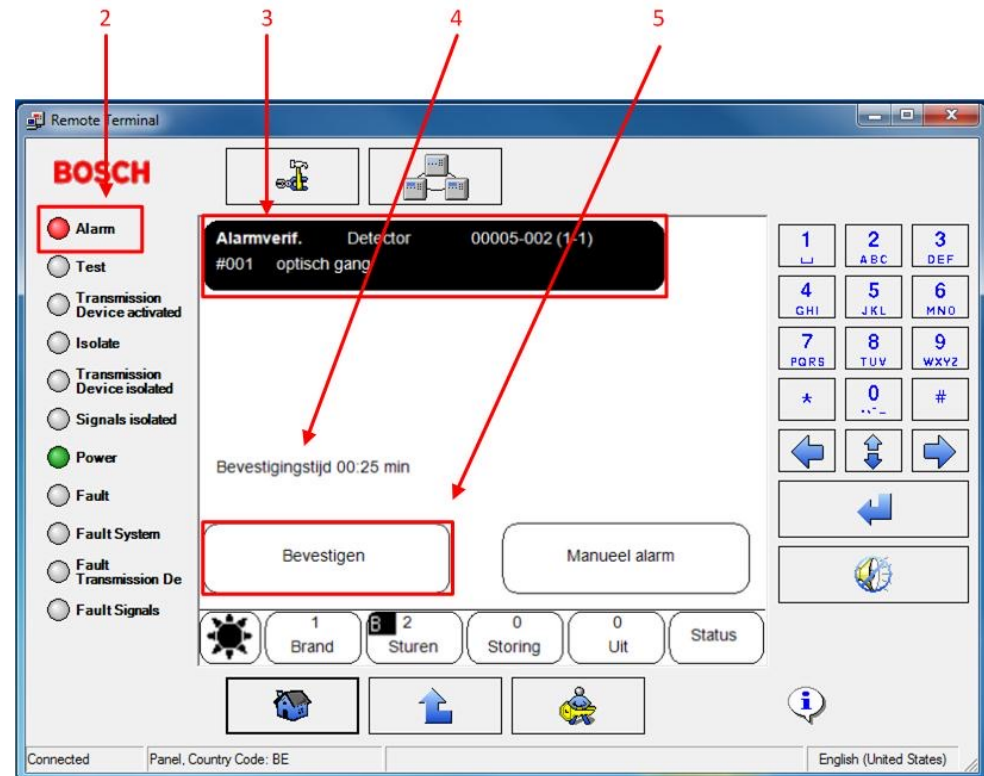 2 3 4 5
Remote Terminal
BOSCH
Alarm
Test
Transmission
Device activated
Isolate
Transmission
Device isolated
Signals isolated
Power
Fault
Fault System
Fault
Transmission De
Fault Signals
Alarmverif. Detector 00005-002 (1-1)
#001 optisch gang
Bevestigingstijd 00:25 min
Bevestigen
Manueel alarm
1
Brand
B 2
Sturen
0
Storing
0
Uit
Status
1 2 3
ABC DEF
4 5 6
GHI JKL MNO
7 8 9
PQRS TUV WXYZ
* 0 #
Connected
Panel, Country Code: BE
English (United States)